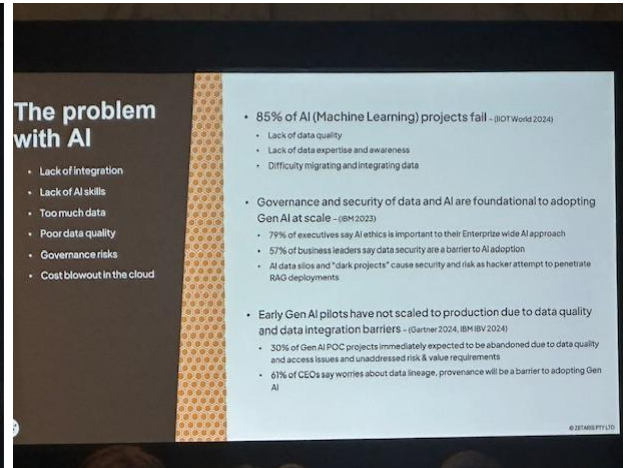 The problem
with AI
• Lack of integration
• Lack of AI skills
• Too much data
• Poor data quality
• Governance risks
• Cost blowout in the cloud
• 85% of AI (Machine Learning) projects fail - (IIOT World 2024)
• Lack of data quality
• Lack of data expertise and awareness
• Difficulty migrating and integrating data
• Governance and security of data and AI are foundational to adopting
Gen AI at scale - (IBM 2023)
• 79% of executives say AI ethics is important to their Enterprize wide AI approach
• 57% of business leaders say data security are a barrier to AI adoption
• AI data silos and "dark projects" cause security and risk as hacker attempt to penetrate
RAG deployments
• Early Gen AI pilots have not scaled to production due to data quality
and data integration barriers - (Gartner 2024, IBM IBV 2024)
• 30% of Gen AI POC projects immediately expected to be abandoned due to data quality
and access issues and unaddressed risk & value requirements
• 61% of CEOs say worries about data lineage, provenance will be a barrier to adopting Gen
AI
© ZETARIS PTY LTD